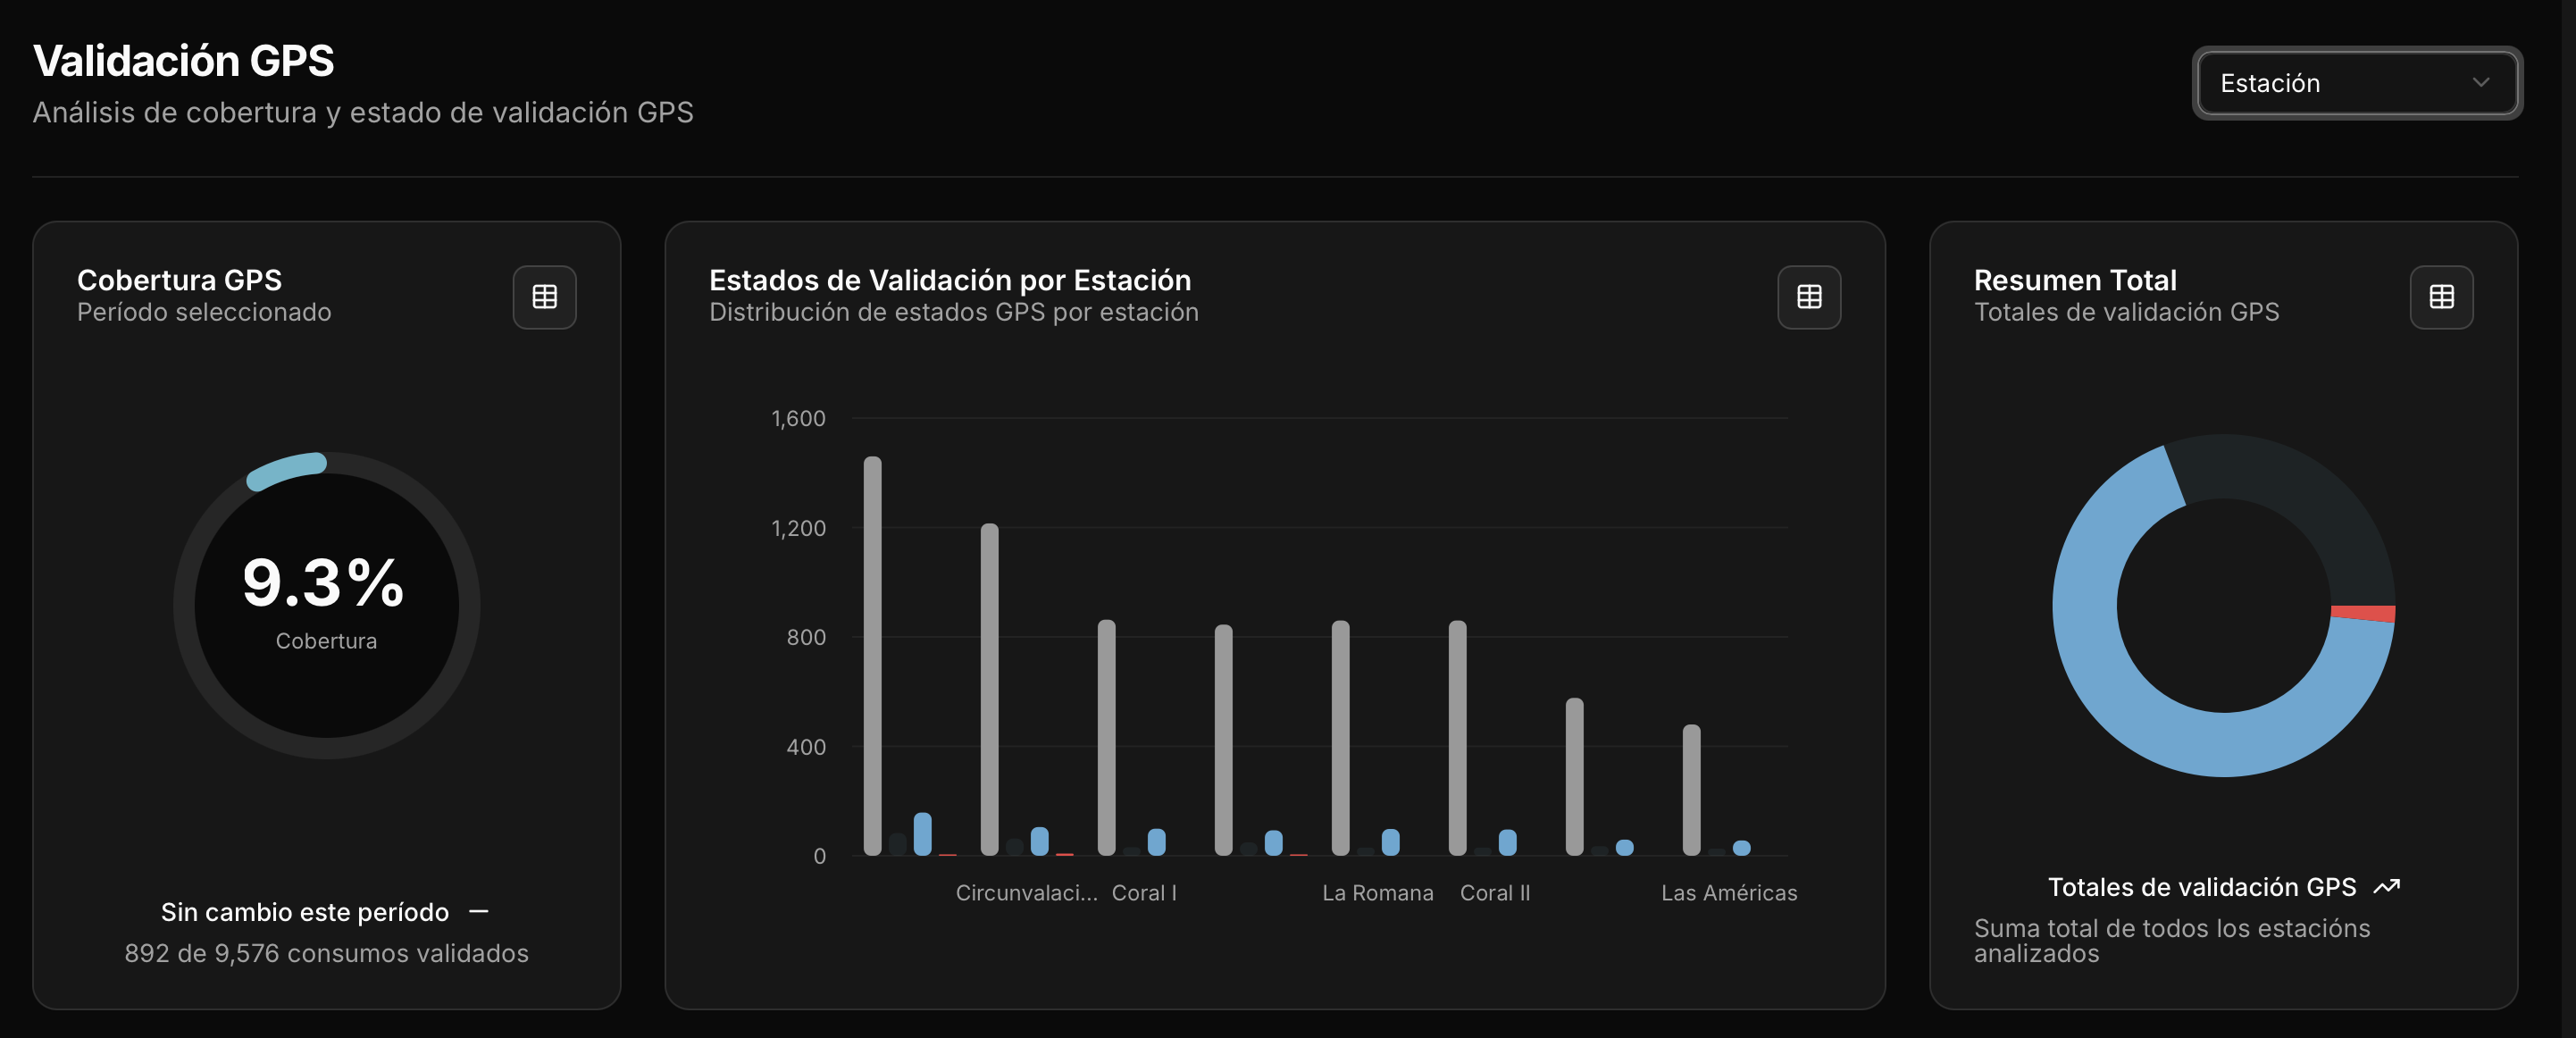 Validación GPS
Análisis de cobertura y estado de validación GPS
Estación
Cobertura GPS
Período seleccionado
9.3%
Cobertura
Sin cambio este período
892 de 9,576 consumos validados
Estados de Validación por Estación
Distribución de estados GPS por estación
1,600
1,200
800
400
0
Circunvalaci...
Coral I
La Romana
Coral II
Las Américas
Resumen Total
Totales de validación GPS
Totales de validación GPS
Suma total de todos los estacións
analizados